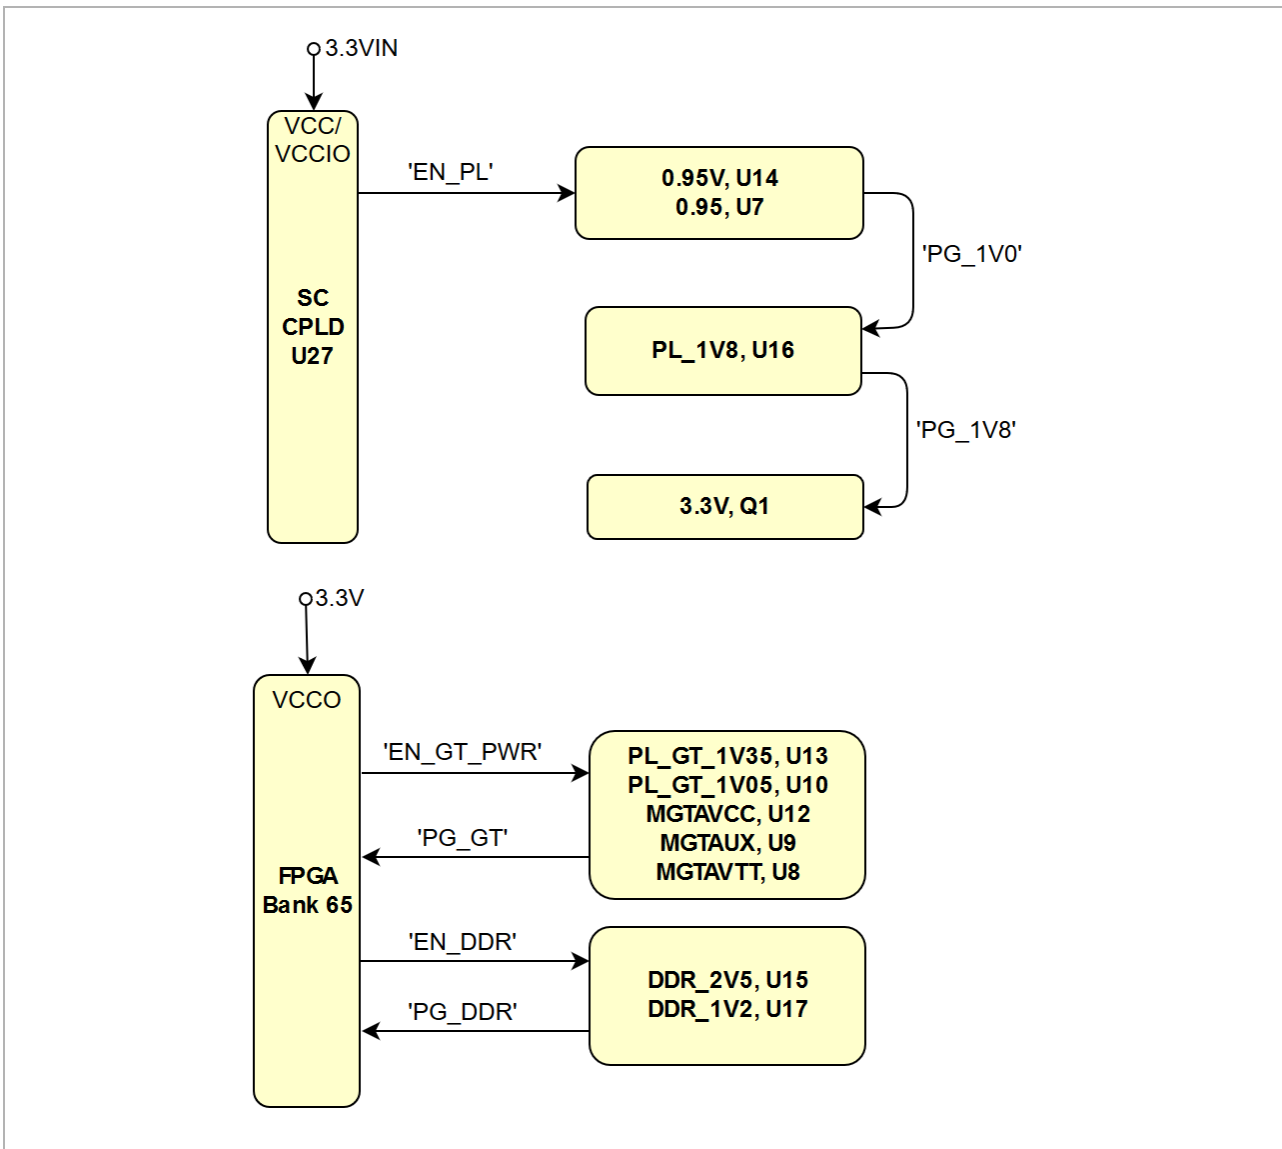 3.3VIN
VCC/
VCCIO
'EN_PL'
0.95V, U14
0.95, U7
'PG_1V0'
SC
CPLD
U27
PL_1V8, U16
'PG_1V8'
3.3V, Q1
3.3V
VCCO
'EN_GT_PWR'
PL_GT_1V35, U13
PL_GT_1V05, U10
MGTAVCC, U12
MGTAUX, U9
MGTAVTT, U8
'PG_GT'
FPGA
Bank 65
'EN_DDR'
DDR_2V5, U15
DDR_1V2, U17
'PG_DDR'